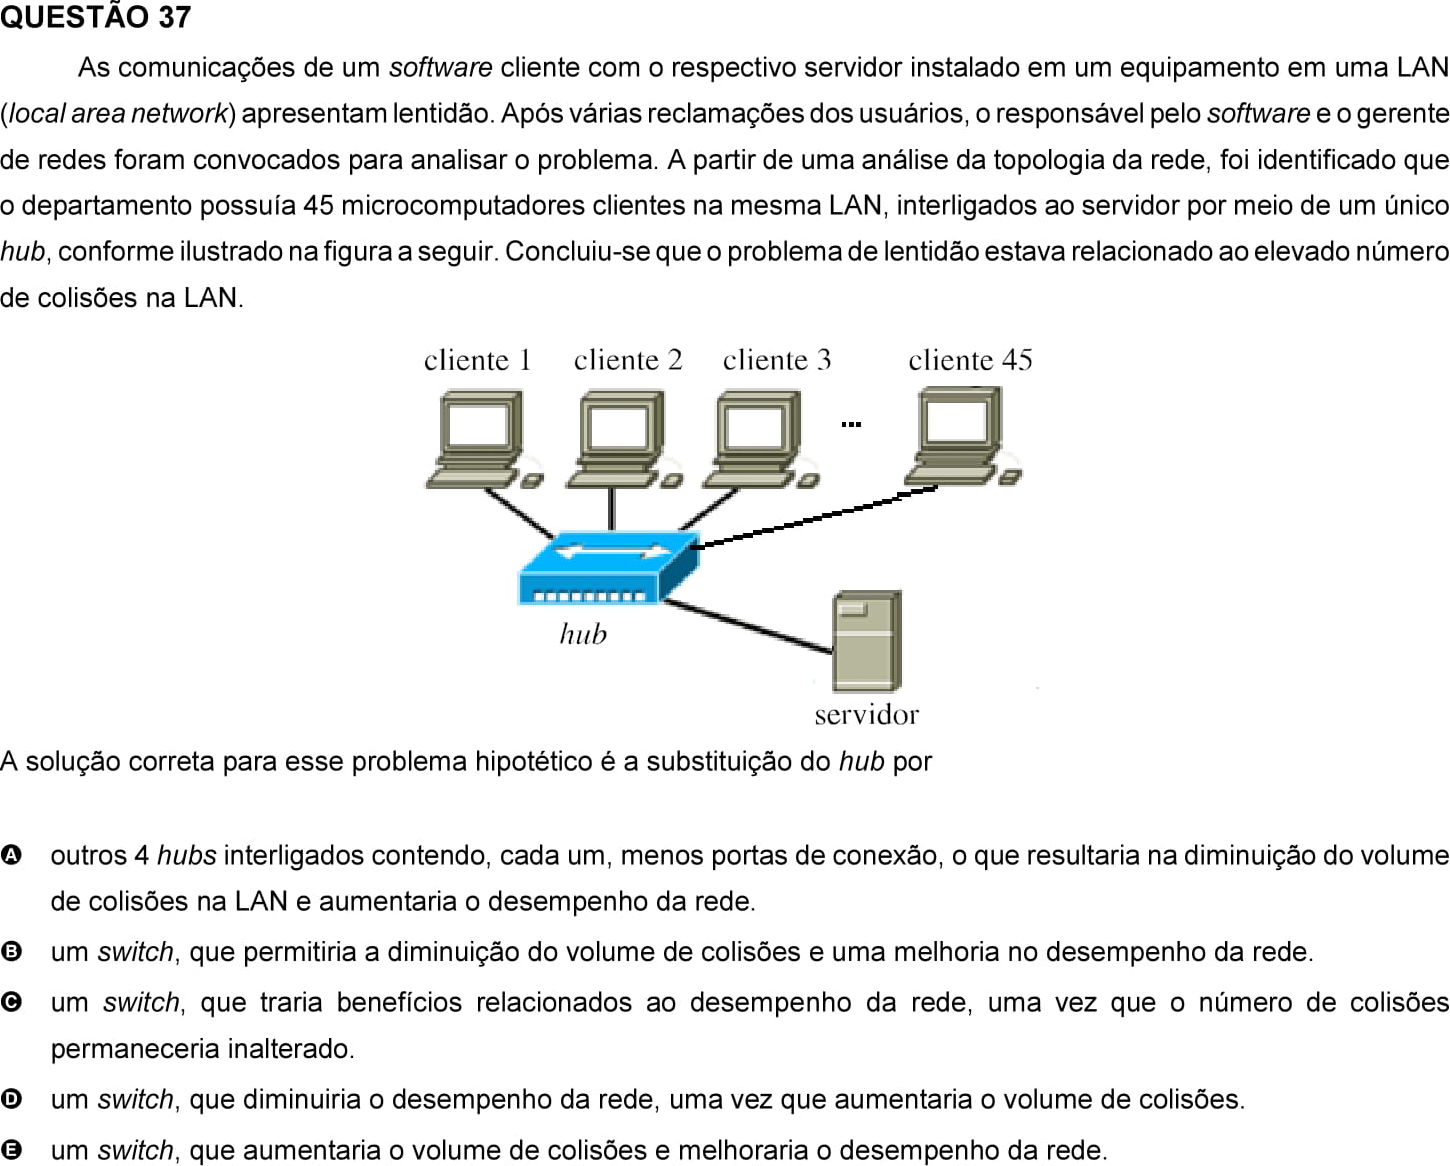 QUESTÃO 37
As comunicações de um software cliente com o respectivo servidor instalado em um equipamento em uma LAN
(local area network) apresentam lentidão. Após várias reclamações dos usuários, o responsável pelo software e o gerente
de redes foram convocados para analisar o problema. A partir de uma análise da topologia da rede, foi identificado que
o departamento possuía 45 microcomputadores clientes na mesma LAN, interligados ao servidor por meio de um único
hub, conforme ilustrado na figura a seguir. Concluiu-se que o problema de lentidão estava relacionado ao elevado número
de colisões na LAN.
cliente 1 cliente 2 cliente 3 cliente 45
...
hub
servidor
A solução correta para esse problema hipotético é a substituição do hub por
A outros 4 hubs interligados contendo, cada um, menos portas de conexão, o que resultaria na diminuição do volume
de colisões na LAN e aumentaria o desempenho da rede.
B um switch, que permitiria a diminuição do volume de colisões e uma melhoria no desempenho da rede.
C um switch, que traria benefícios relacionados ao desempenho da rede, uma vez que o número de colisões
permaneceria inalterado.
D um switch, que diminuiria o desempenho da rede, uma vez que aumentaria o volume de colisões.
E um switch, que aumentaria o volume de colisões e melhoraria o desempenho da rede.